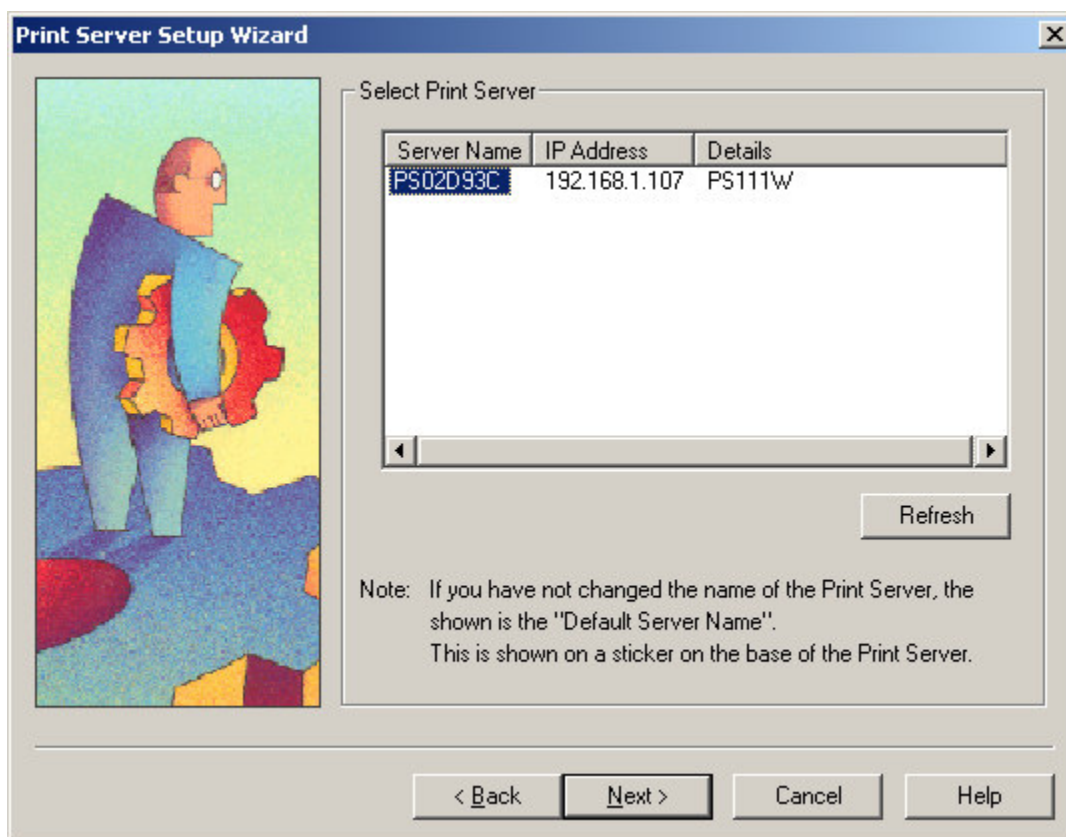 Print Server Setup Wizard
Select Print Server
Server Name IP Address Details
PS02D93C 192.168.1.107 PS111W
Refresh
Note: If you have not changed the name of the Print Server, the
shown is the "Default Server Name".
This is shown on a sticker on the base of the Print Server.
< Back Next > Cancel Help